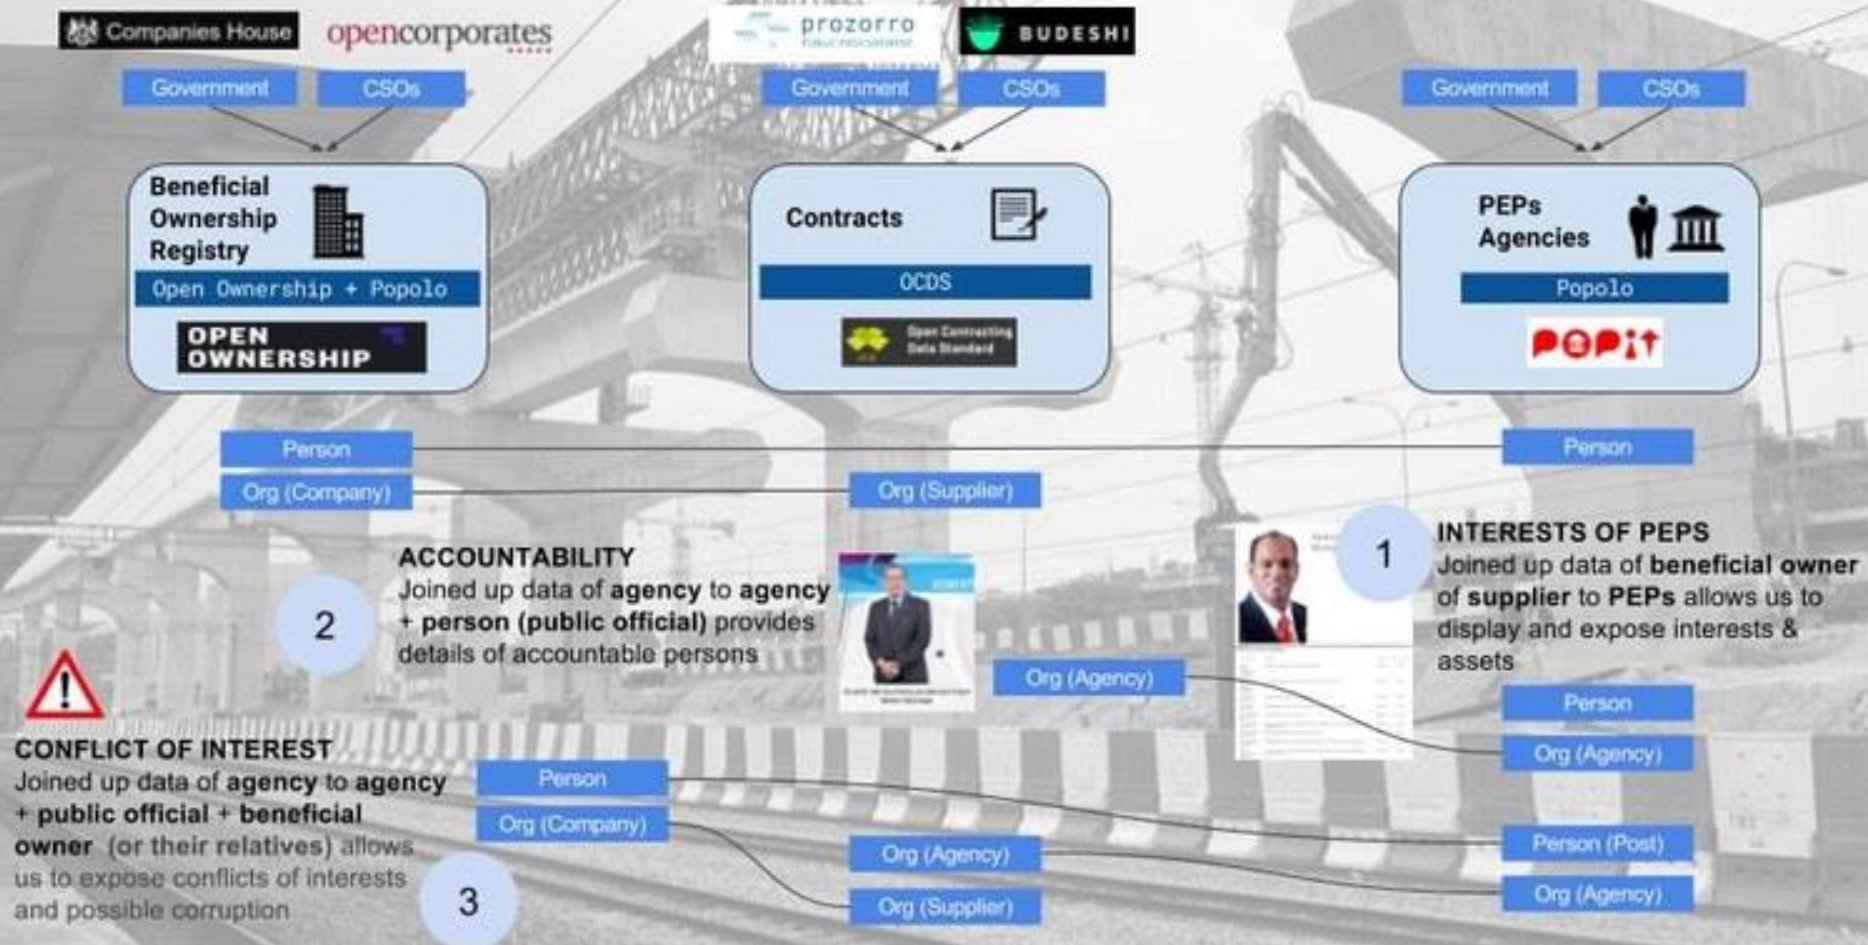 Companies House
opencorporates
prozorro
PUBLIC PROCUREMENT
BUDESHI
Government
CSOs
Government
CSOs
Government
CSOs
Beneficial
Ownership
Registry
Open Ownership + Popolo
OPEN
OWNERSHIP
Contracts
OCDS
Open Contracting
Data Standard
PEPs
Agencies
Popolo
POPit
Person
Person
Org (Company)
Org (Supplier)
1
INTERESTS OF PEPS
Joined up data of beneficial owner
of supplier to PEPs allows us to
display and expose interests &
assets
2
ACCOUNTABILITY
Joined up data of agency to agency
+ person (public official) provides
details of accountable persons
Org (Agency)
Person
Org (Agency)
CONFLICT OF INTEREST
Joined up data of agency to agency
+ public official + beneficial
owner (or their relatives) allows
us to expose conflicts of interests
and possible corruption
3
Person
Org (Company)
Org (Agency)
Org (Supplier)
Person (Post)
Org (Agency)